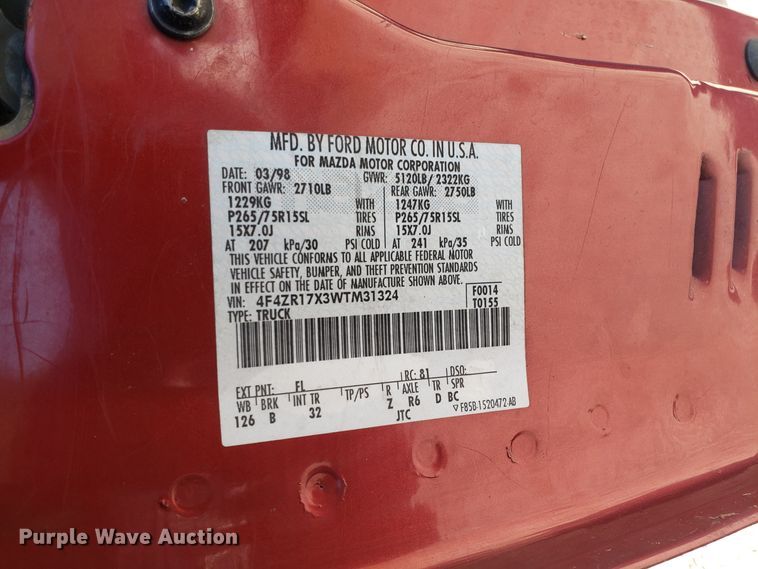 MFD. BY FORD MOTOR CO. IN U.S.A.
FOR MAZDA MOTOR CORPORATION
DATE: 03/98 GVWR: 5120LB/ 2322KG
FRONT GAWR: 2710LB REAR GAWR: 2750LB
1229KG WITH 1247KG WITH
P265/75R15SL TIRES P265/75R15SL TIRES
15X7.0J RIMS 15X7.0J RIMS
AT 207 kPa/30 PSI COLD AT 241 kPa/35 PSI COLD
THIS VEHICLE CONFORMS TO ALL APPLICABLE FEDERAL MOTOR
VEHICLE SAFETY, BUMPER, AND THEFT PREVENTION STANDARDS
IN EFFECT ON THE DATE OF MANUFACTURE SHOWN ABOVE.
VIN: 4F4ZR17X3WTM31324 F0014
TYPE: TRUCK T0155
EXT PNT: FL RC: 81 DSO:
WB BRK INT TR TP/PS R AXLE TR SPR
126 B 32 Z R6 D BC
JTC F85B-1520472-AB
Purple Wave Auction